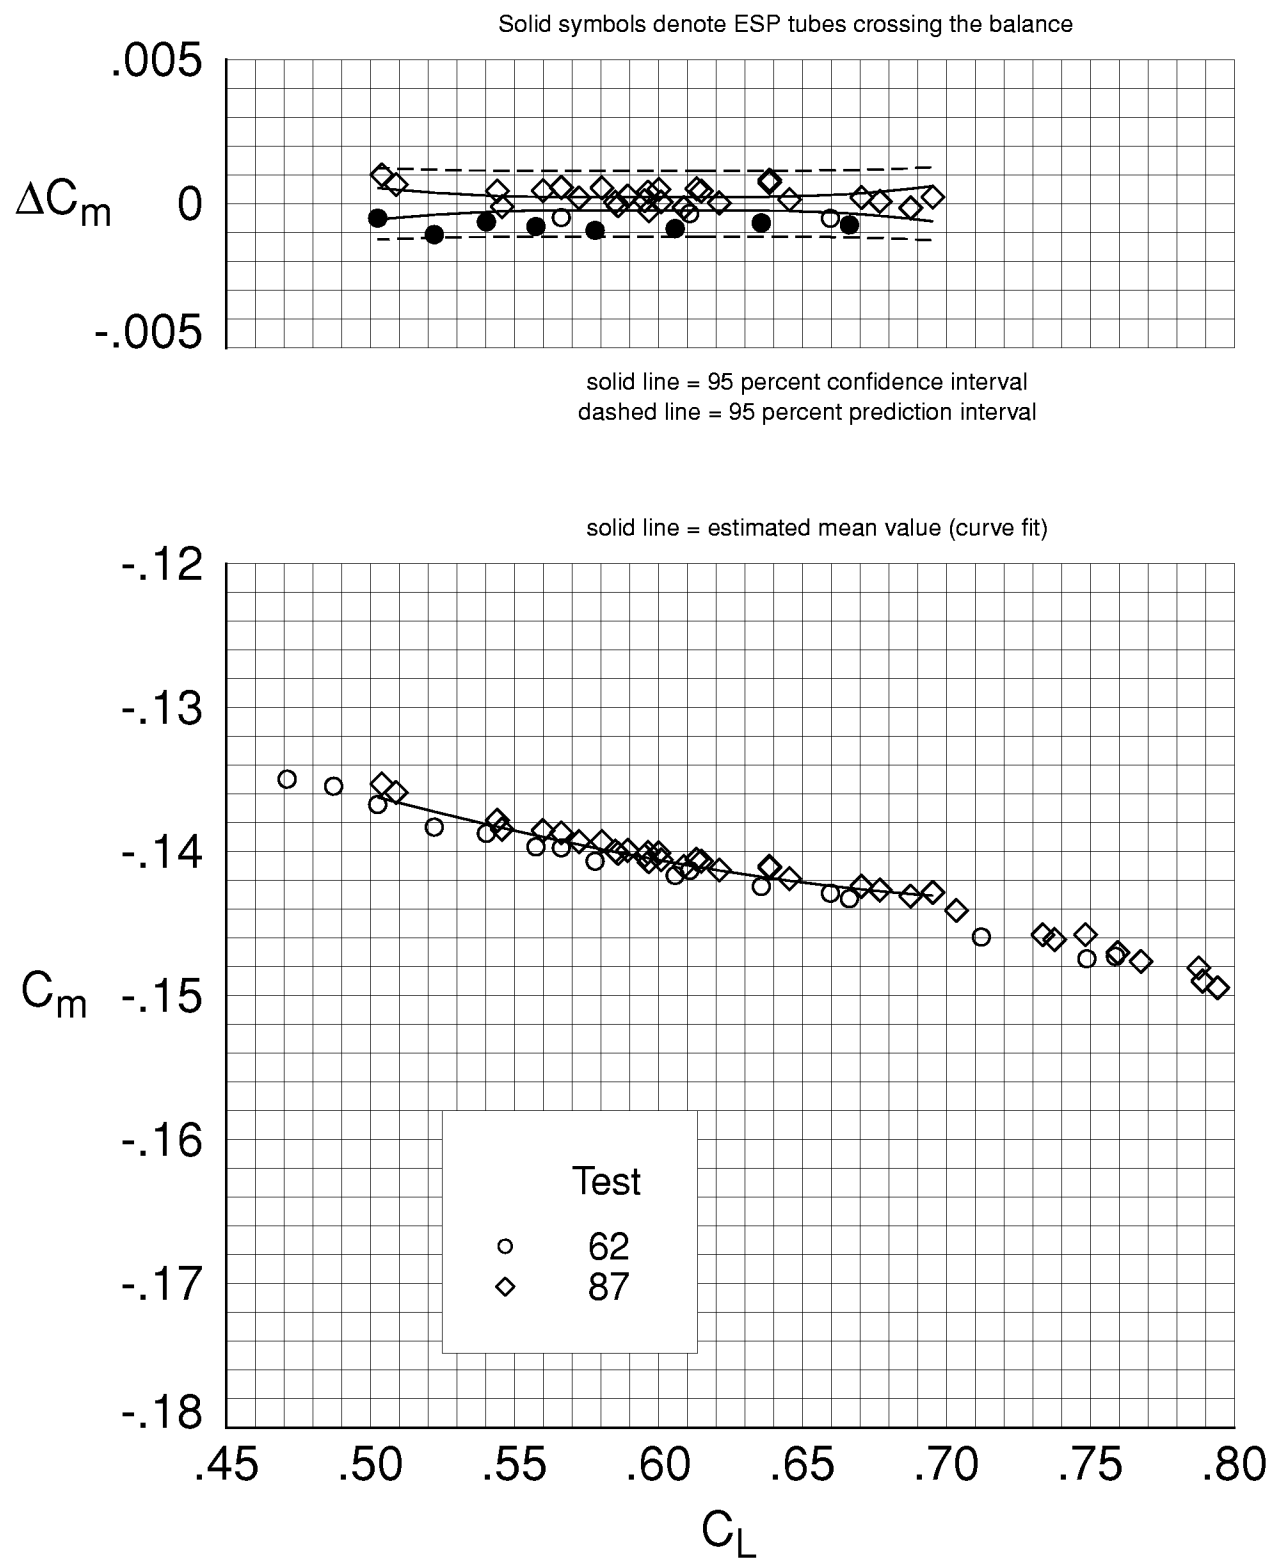 Solid symbols denote ESP tubes crossing the balance
.005
ΔCm
0
-.005
solid line = 95 percent confidence interval
dashed line = 95 percent prediction interval
solid line = estimated mean value (curve fit)
-.12
-.13
-.14
Cm
-.15
-.16
-.17
-.18
Test
62
87
.45 .50 .55 .60 .65 .70 .75 .80
CL